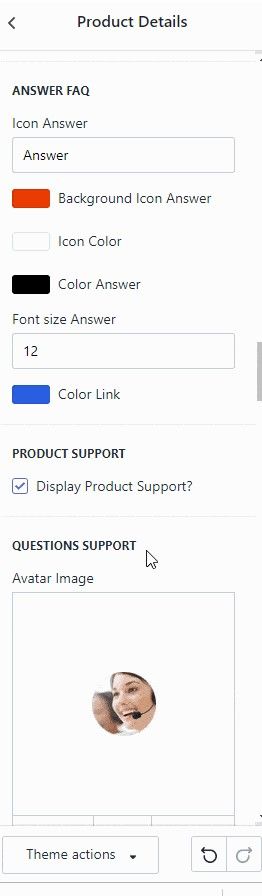 Product Details
ANSWER FAQ
Icon Answer
Answer
Background Icon Answer
Icon Color
Color Answer
Font size Answer
12
Color Link
PRODUCT SUPPORT
Display Product Support?
QUESTIONS SUPPORT
Avatar Image
Theme actions